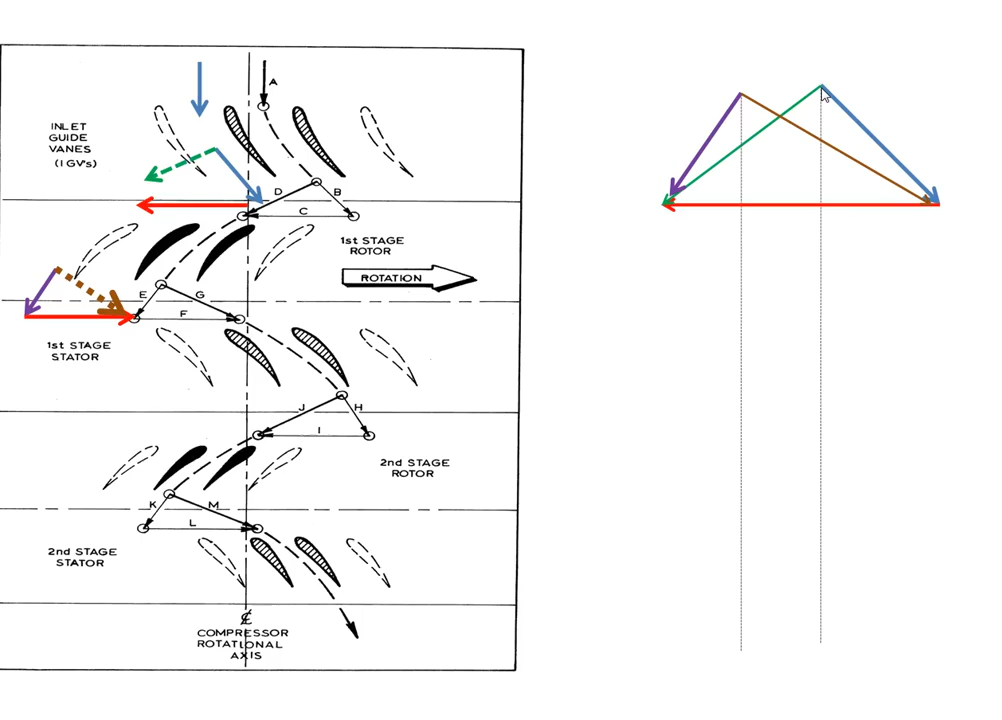 A
INLET
GUIDE
VANES
(IGV's)
D B
C
1st STAGE
ROTOR
ROTATION
E G
F
1st STAGE
STATOR
J H
I
2nd STAGE
ROTOR
K M
L
2nd STAGE
STATOR
℄
COMPRESSOR
ROTATIONAL
AXIS